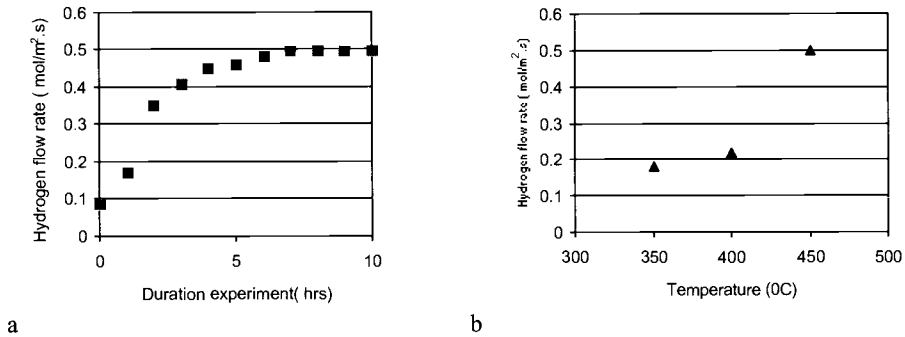 Hydrogen flow rate ( mol/m².s)
0.6
0.5
0.4
0.3
0.2
0.1
0
0 5 10
Duration experiment( hrs)
a
Hydrogen flow rate ( mol/m².s)
0.6
0.5
0.4
0.3
0.2
0.1
0
300 350 400 450 500
Temperature (0C)
b